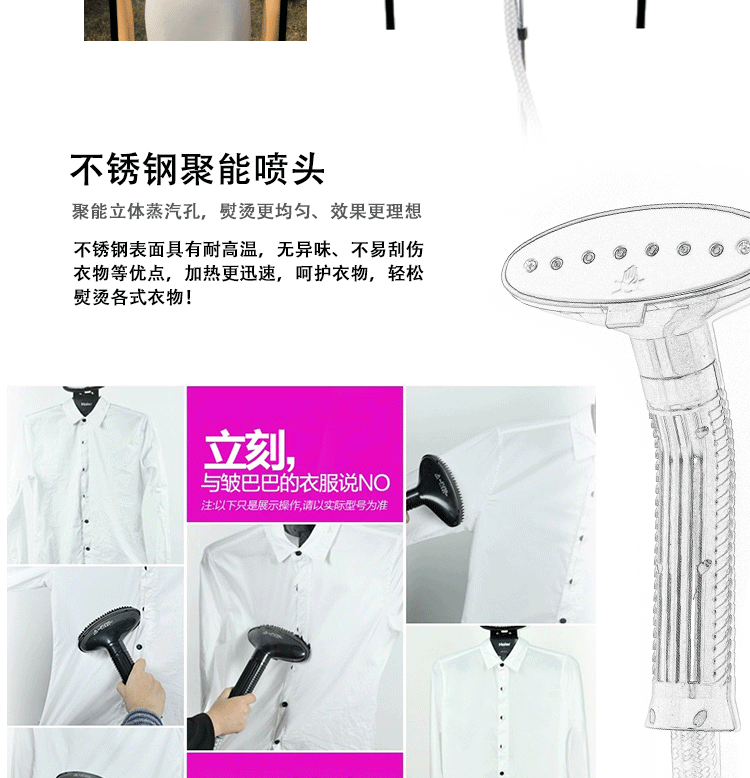 不锈钢聚能喷头
聚能立体蒸汽孔，熨烫更均匀、效果更理想
不锈钢表面具有耐高温，无异味、不易刮伤
衣物等优点，加热更迅速，呵护衣物，轻松
熨烫各式衣物！
立刻，
与皱巴巴的衣服说NO
注:以下只是展示操作,请以实际型号为准
Haier